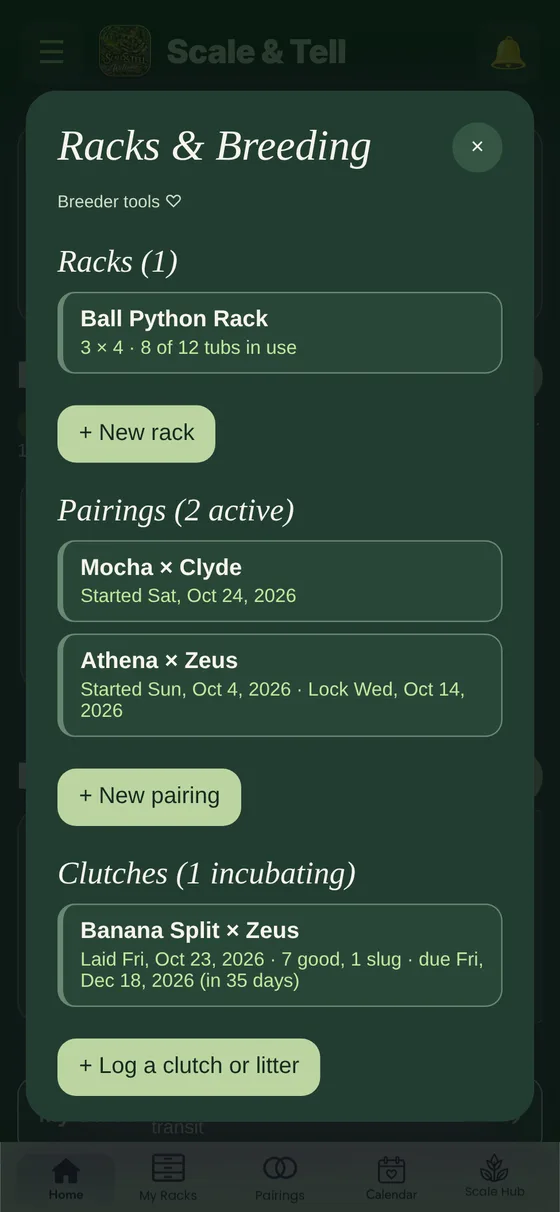 ☰ Scale & Tell
Racks & Breeding
×
Breeder tools ♡
Racks (1)
Ball Python Rack
3 × 4 · 8 of 12 tubs in use
+ New rack
Pairings (2 active)
Mocha × Clyde
Started Sat, Oct 24, 2026
Athena × Zeus
Started Sun, Oct 4, 2026 · Lock Wed, Oct 14,
2026
+ New pairing
Clutches (1 incubating)
Banana Split × Zeus
Laid Fri, Oct 23, 2026 · 7 good, 1 slug · due Fri,
Dec 18, 2026 (in 35 days)
+ Log a clutch or litter
transit
Home
My Racks
Pairings
Calendar
Scale Hub